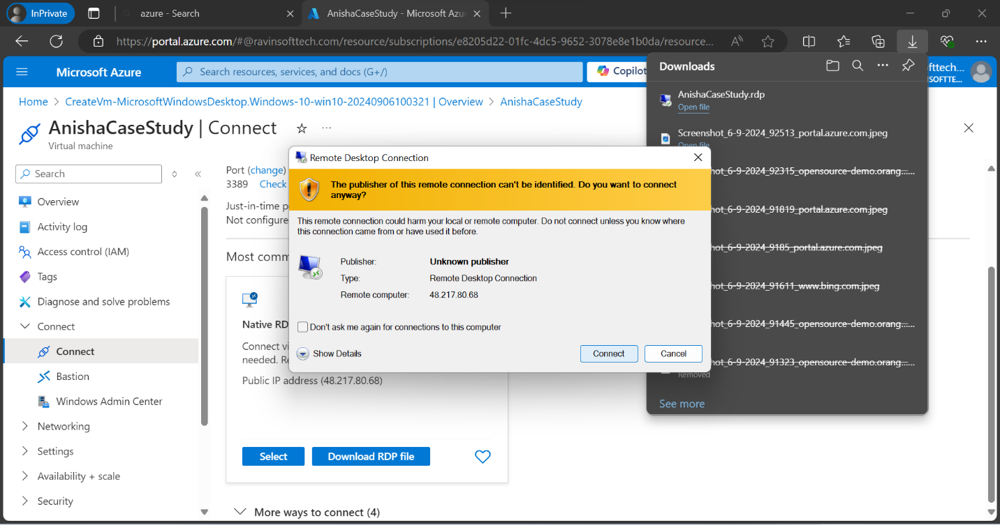 InPrivate
azure - Search
AnishaCaseStudy - Microsoft Azu
https://portal.azure.com/#@ravinsofttech.com/resource/subscriptions/e8205d22-01fc-4dc5-9652-3078e8e1b0da/resource...
Microsoft Azure
Search resources, services, and docs (G+/)
Copilot
fttech...
SOFTTE...
Home > CreateVm-MicrosoftWindowsDesktop.Windows-10-win10-20240906100321 | Overview > AnishaCaseStudy
AnishaCaseStudy | Connect
Virtual machine
Search
Overview
Activity log
Access control (IAM)
Tags
Diagnose and solve problems
Connect
Connect
Bastion
Windows Admin Center
Networking
Settings
Availability + scale
Security
Port (change)
3389 Check
Just-in-time p
Not configure
Most comm
Native RD
Connect vi
needed. Re
Public IP address (48.217.80.68)
Select
Download RDP file
More ways to connect (4)
Remote Desktop Connection
The publisher of this remote connection can't be identified. Do you want to connect
anyway?
This remote connection could harm your local or remote computer. Do not connect unless you know where
this connection came from or have used it before.
Publisher: Unknown publisher
Type: Remote Desktop Connection
Remote computer: 48.217.80.68
Don't ask me again for connections to this computer
Show Details
Connect
Cancel
Downloads
AnishaCaseStudy.rdp
Open file
Screenshot_6-9-2024_92513_portal.azure.com.jpeg
Open file
hot_6-9-2024_92315_opensource-demo.orang......
hot_6-9-2024_91819_portal.azure.com.jpeg
hot_6-9-2024_9185_portal.azure.com.jpeg
hot_6-9-2024_91611_www.bing.com.jpeg
hot_6-9-2024_91445_opensource-demo.orang......
hot_6-9-2024_91323_opensource-demo.orang......
Removed
See more